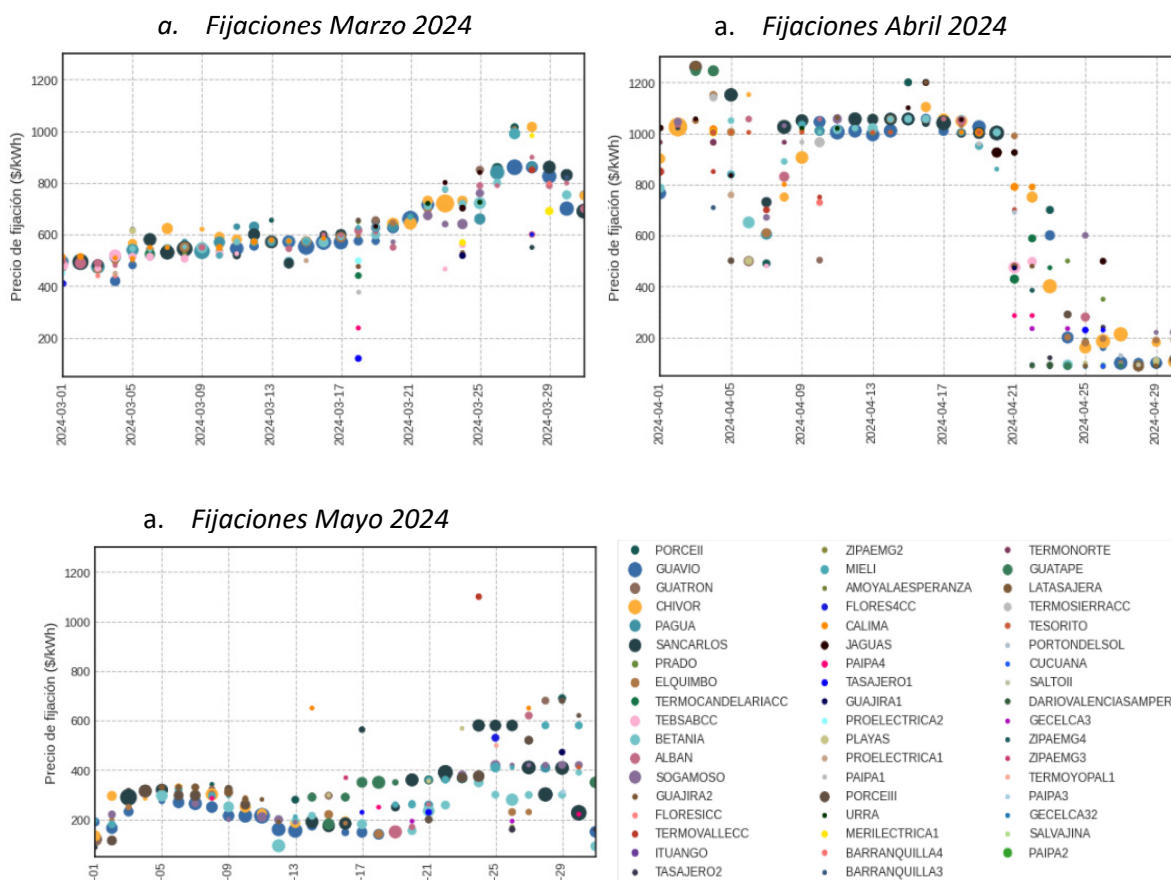 a. Fijaciones Marzo 2024
Precio de fijación ($/kWh)
1200
1000
800
600
400
200
2024-03-01
2024-03-05
2024-03-09
2024-03-13
2024-03-17
2024-03-21
2024-03-25
2024-03-29
a. Fijaciones Abril 2024
Precio de fijación ($/kWh)
1200
1000
800
600
400
200
2024-04-01
2024-04-05
2024-04-09
2024-04-13
2024-04-17
2024-04-21
2024-04-25
2024-04-29
a. Fijaciones Mayo 2024
Precio de fijación ($/kWh)
1200
1000
800
600
400
200
-01
-05
-09
-13
-17
-21
-25
-29
PORCEII
GUAVIO
GUATRON
CHIVOR
PAGUA
SANCARLOS
PRADO
ELQUIMBO
TERMOCANDELARIACC
TEBSABCC
BETANIA
ALBAN
SOGAMOSO
GUAJIRA2
FLORESICC
TERMOVALLECC
ITUANGO
TASAJERO2
ZIPAEMG2
MIELI
AMOYALAESPERANZA
FLORES4CC
CALIMA
JAGUAS
PAIPA4
TASAJERO1
GUAJIRA1
PROELECTRICA2
PLAYAS
PROELECTRICA1
PAIPA1
PORCEIII
URRA
MERILECTRICA1
BARRANQUILLA4
BARRANQUILLA3
TERMONORTE
GUATAPE
LATASAJERA
TERMOSIERRACC
TESORITO
PORTONDELSOL
CUCUANA
SALTOII
DARIOVALENCIASAMPER
GECELCA3
ZIPAEMG4
ZIPAEMG3
TERMOYOPAL1
PAIPA3
GECELCA32
SALVAJINA
PAIPA2